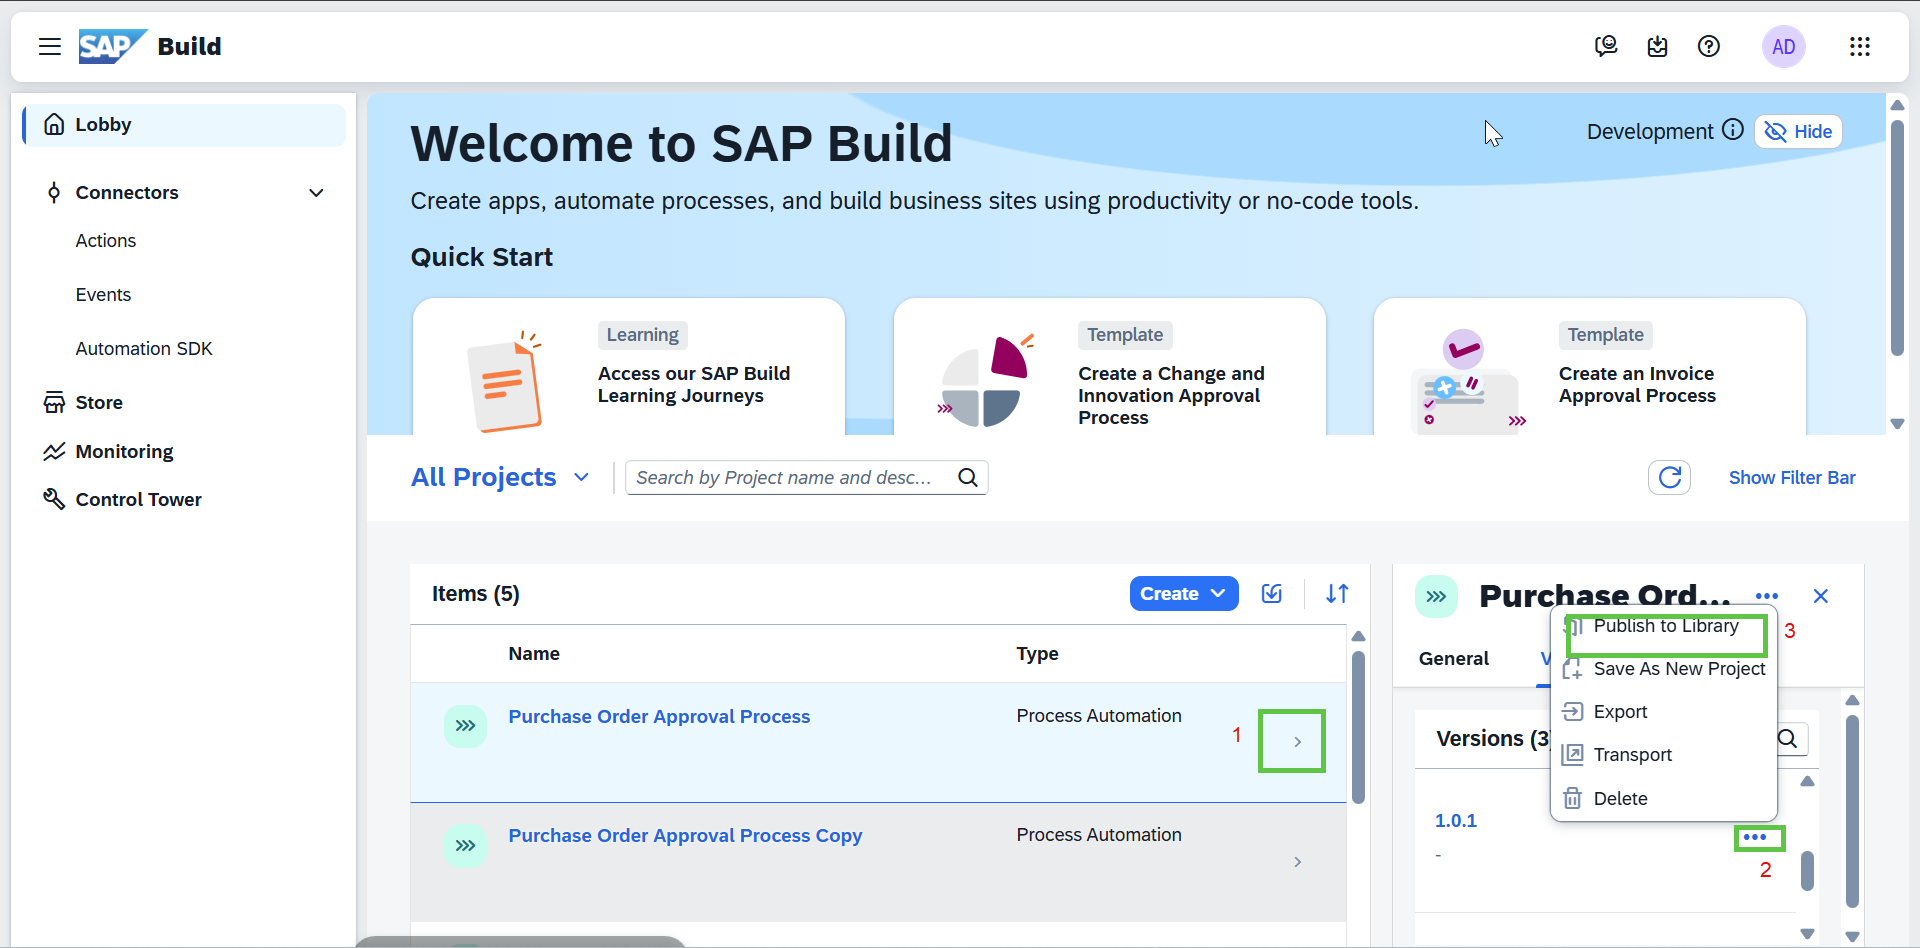 SAP Build
AD
Lobby
Connectors
Actions
Events
Automation SDK
Store
Monitoring
Control Tower
Welcome to SAP Build
Development
Hide
Create apps, automate processes, and build business sites using productivity or no-code tools.
Quick Start
Learning
Access our SAP Build
Learning Journeys
Template
Create a Change and
Innovation Approval
Process
Template
Create an Invoice
Approval Process
All Projects
Search by Project name and desc...
Show Filter Bar
Items (5)
Create
Name
Type
Purchase Order Approval Process
Process Automation
1
Purchase Order Approval Process Copy
Process Automation
Purchase Ord...
General
Publish to Library
3
Save As New Project
Export
Transport
Delete
Versions (3
1.0.1
-
2